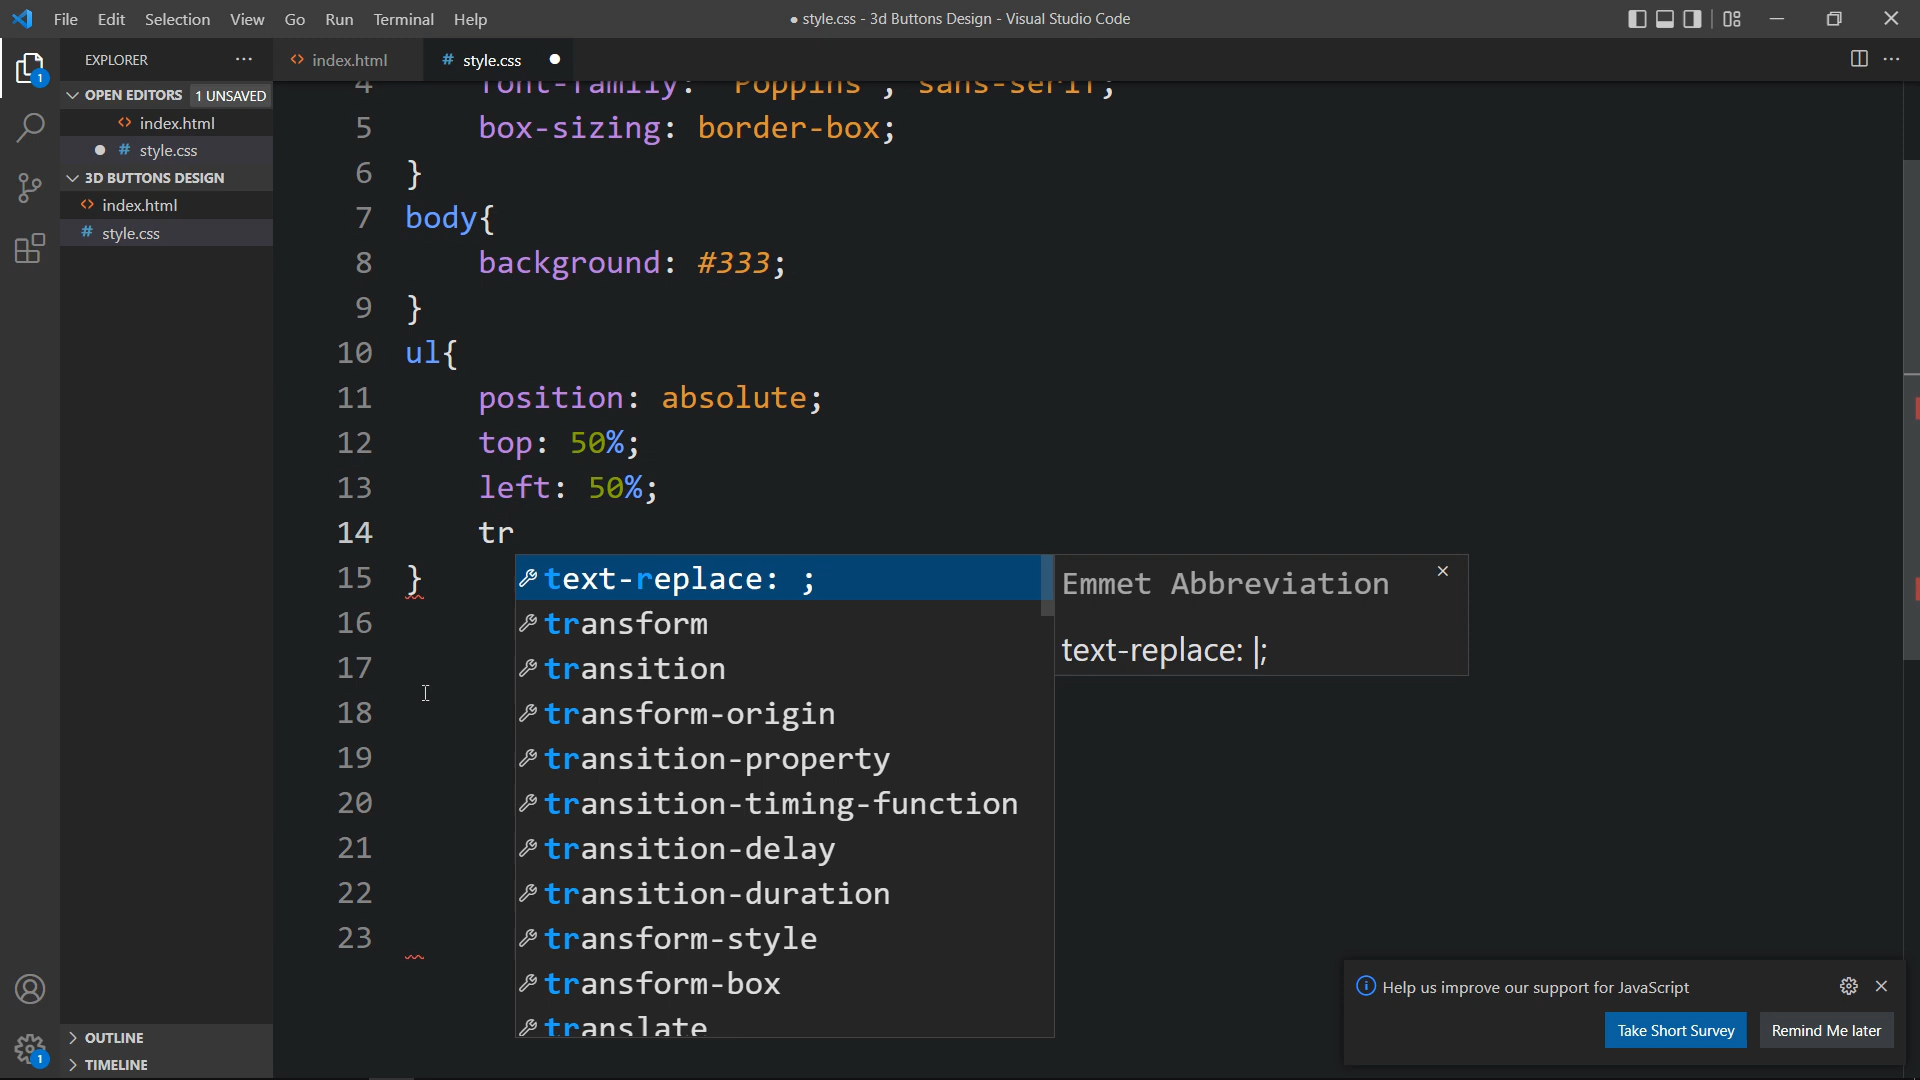 File Edit Selection View Go Run Terminal Help
● style.css - 3d Buttons Design - Visual Studio Code
EXPLORER ···
OPEN EDITORS 1 UNSAVED
<> index.html
● # style.css
3D BUTTONS DESIGN
<> index.html
# style.css
OUTLINE
TIMELINE
1
1
<> index.html
# style.css ●
4 font-family: 'Poppins', sans-serif;
5 box-sizing: border-box;
6 }
7 body{
8 background: #333;
9 }
10 ul{
11 position: absolute;
12 top: 50%;
13 left: 50%;
14 tr
15 }
16
17
18
19
20
21
22
23
text-replace: ;
transform
transition
transform-origin
transition-property
transition-timing-function
transition-delay
transition-duration
transform-style
transform-box
translate
Emmet Abbreviation
text-replace: |;
Help us improve our support for JavaScript
Take Short Survey Remind Me later